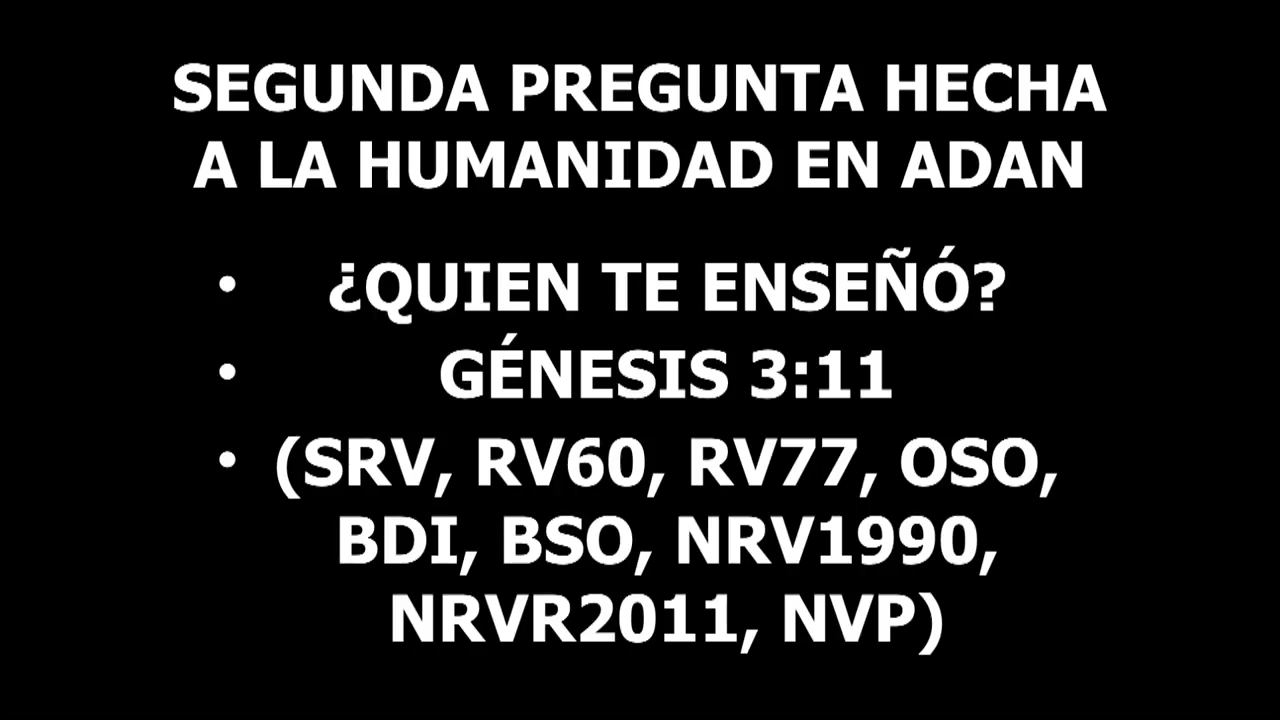 SEGUNDA PREGUNTA HECHA
A LA HUMANIDAD EN ADAN
• ¿QUIEN TE ENSEÑÓ?
• GÉNESIS 3:11
• (SRV, RV60, RV77, OSO,
BDI, BSO, NRV1990,
NRVR2011, NVP)